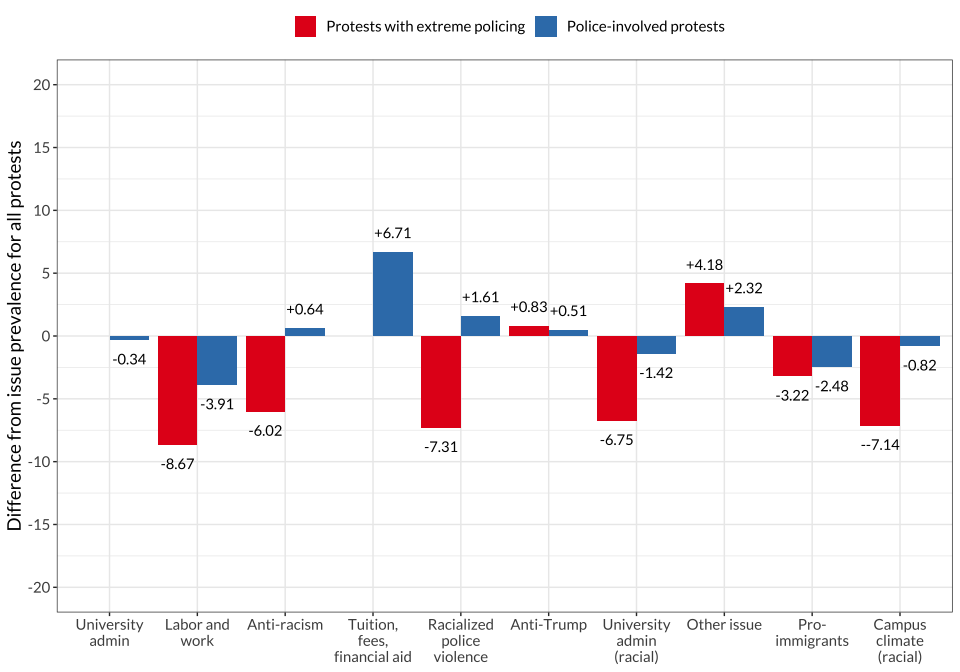 Protests with extreme policing Police-involved protests
Difference from issue prevalence for all protests
20
15
10
5
0
-5
-10
-15
-20
-0.34
-8.67
-3.91
-6.02
+0.64
+6.71
-7.31
+1.61
+0.83
+0.51
-6.75
-1.42
+4.18
+2.32
-3.22
-2.48
--7.14
-0.82
University
admin
Labor and
work
Anti-racism
Tuition,
fees,
financial aid
Racialized
police
violence
Anti-Trump
University
admin
(racial)
Other issue
Pro-
immigrants
Campus
climate
(racial)